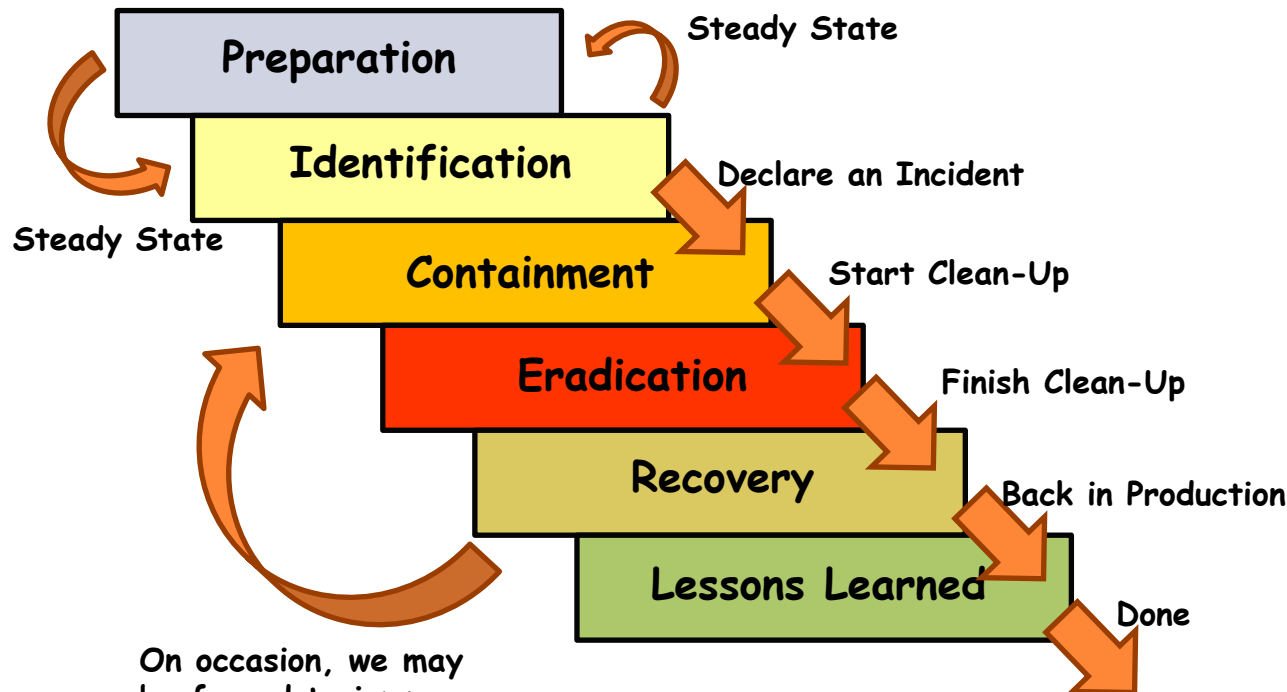 Preparation
Steady State
Identification
Declare an Incident
Steady State
Containment
Start Clean-Up
Eradication
Finish Clean-Up
Recovery
Back in Production
Lessons Learned
Done
On occasion, we may